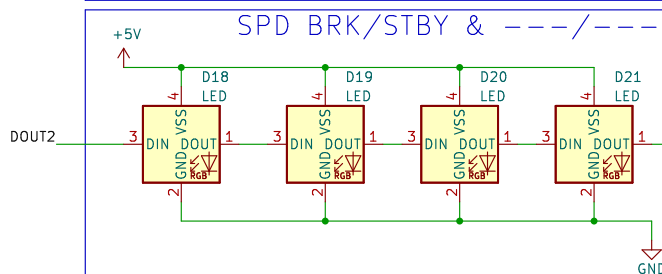 SPD BRK/STBY & ---/---
+5V
D18 D19 D20 D21
LED LED LED LED
4 4 4 4
VSS VSS VSS VSS
DOUT2 3 DIN DOUT 1 3 DIN DOUT 1 3 DIN DOUT 1 3 DIN DOUT 1
GND RGB GND RGB GND RGB GND RGB
2 2 2 2
GND